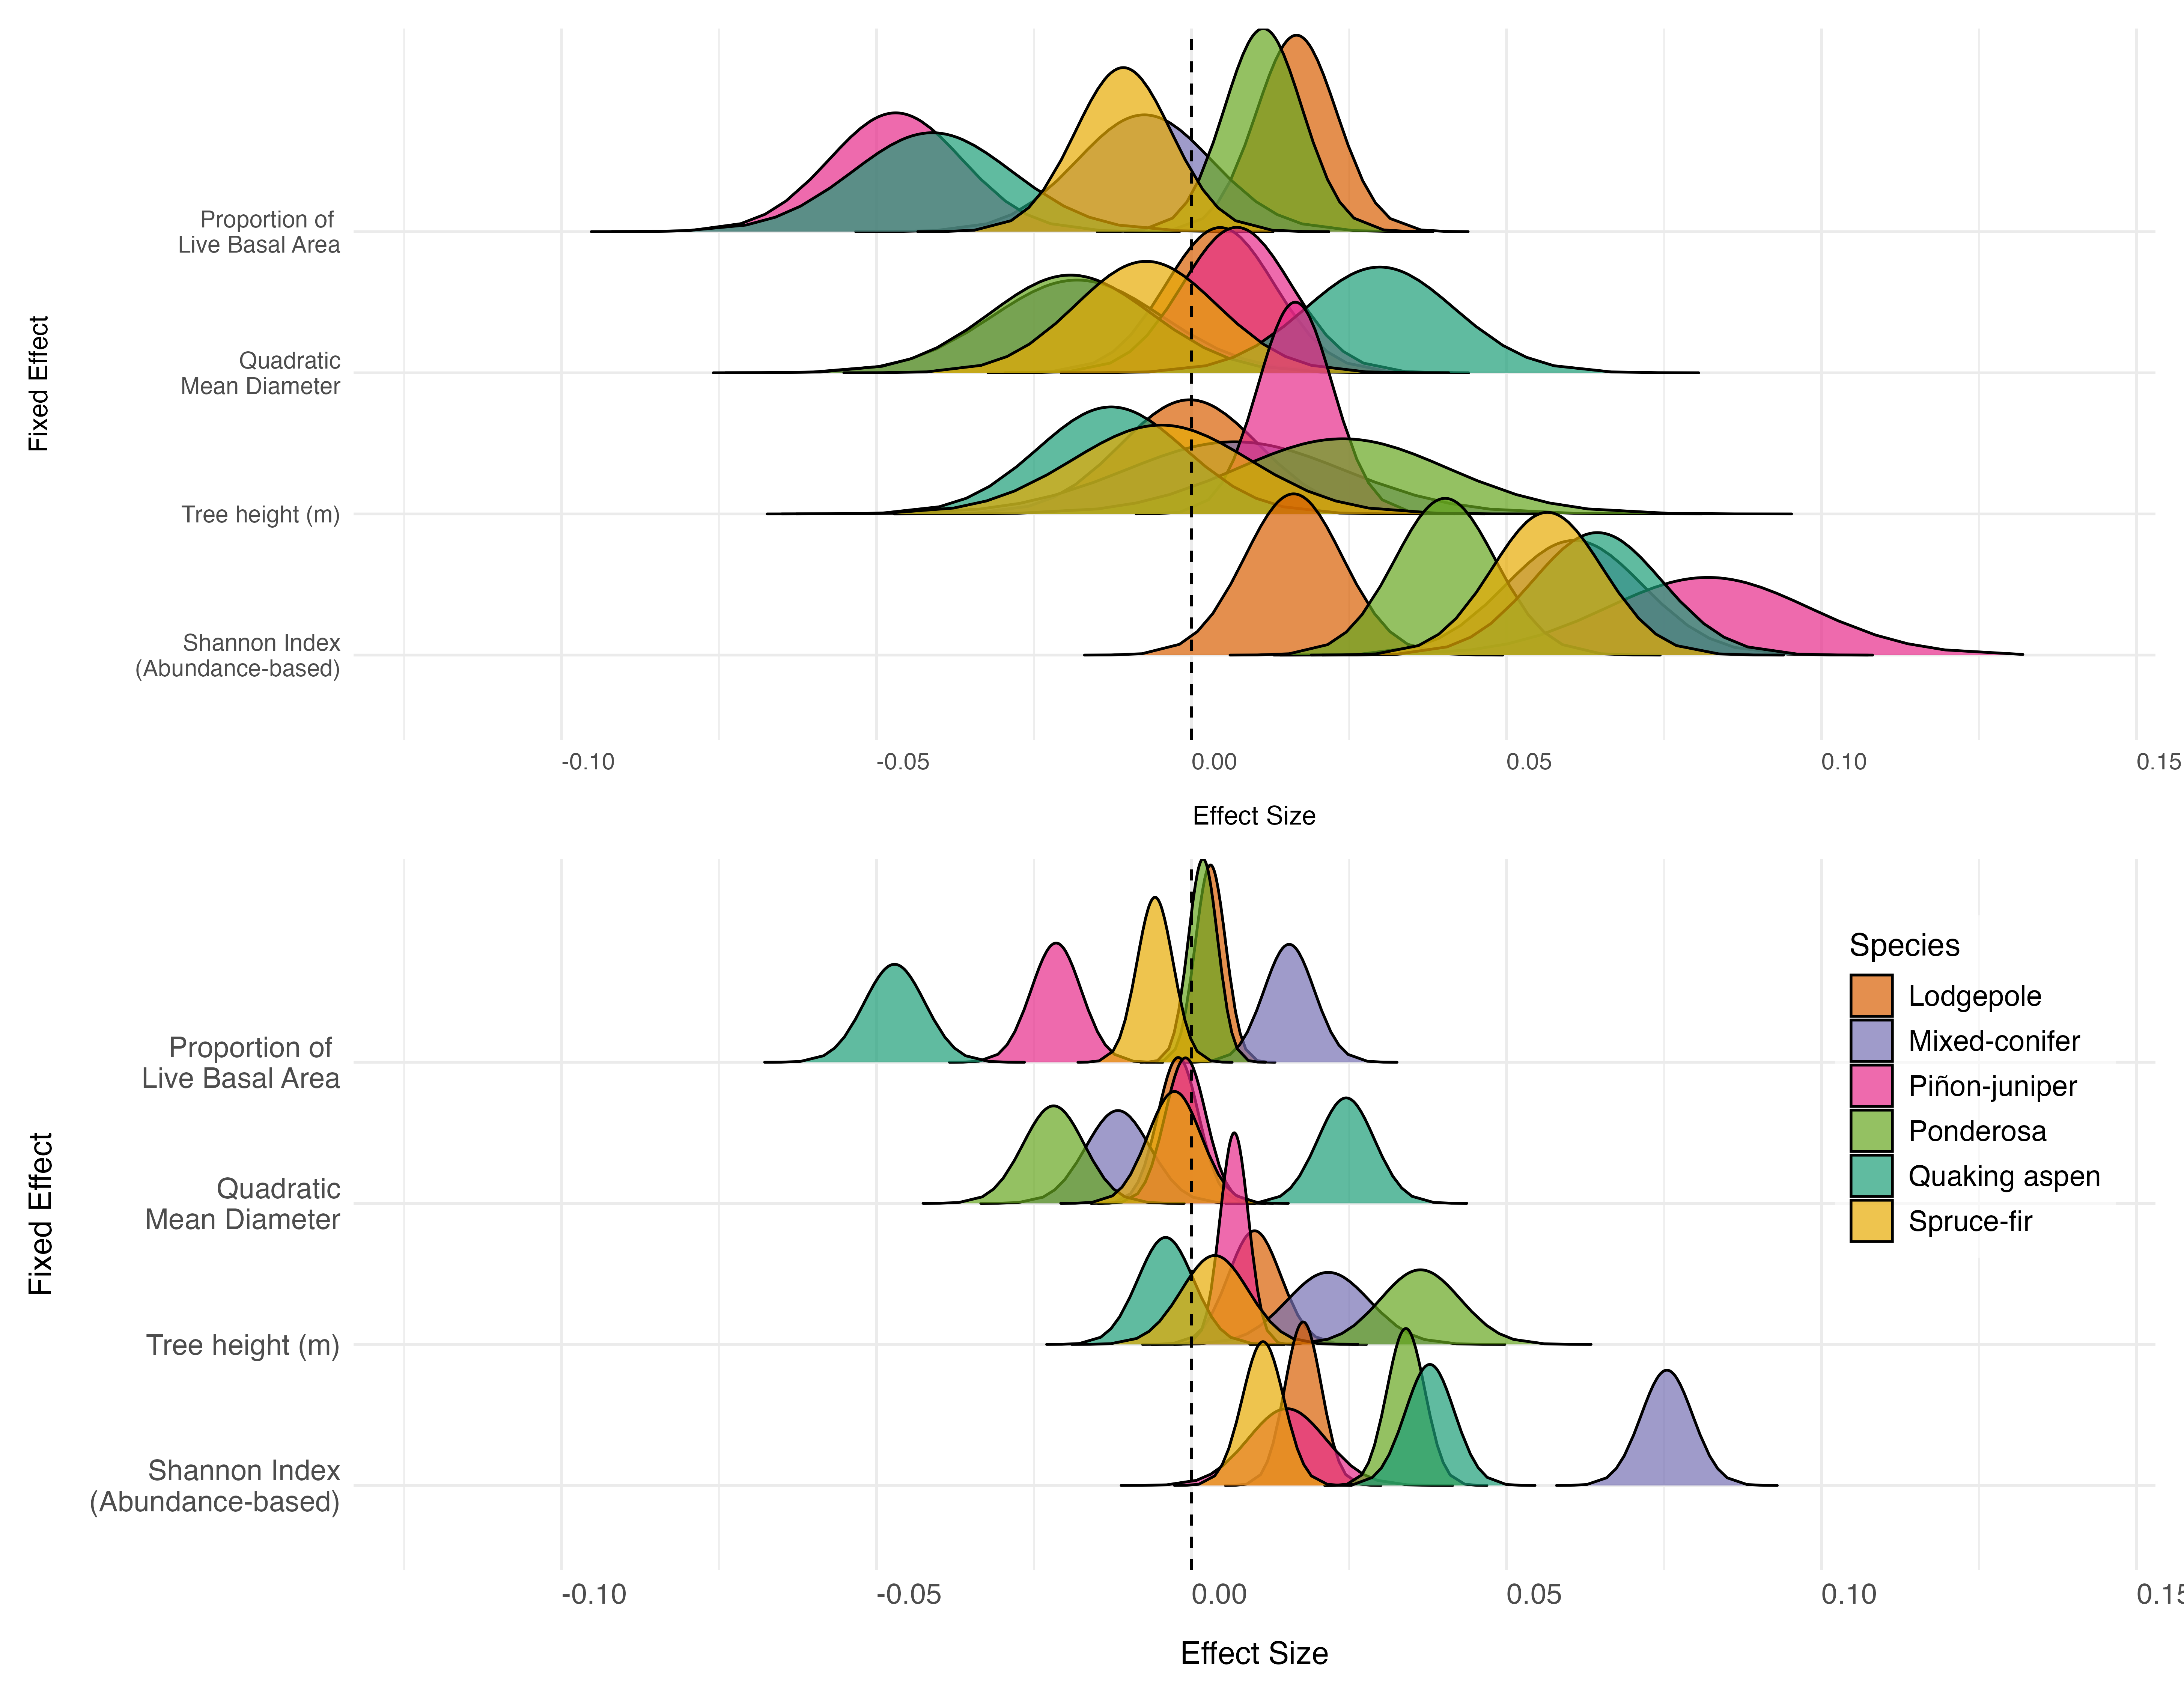 Fixed Effect
Proportion of
Live Basal Area
Quadratic
Mean Diameter
Tree height (m)
Shannon Index
(Abundance-based)
-0.10 -0.05 0.00 0.05 0.10 0.15
Effect Size
Fixed Effect
Proportion of
Live Basal Area
Quadratic
Mean Diameter
Tree height (m)
Shannon Index
(Abundance-based)
Species
Lodgepole
Mixed-conifer
Piñon-juniper
Ponderosa
Quaking aspen
Spruce-fir
-0.10 -0.05 0.00 0.05 0.10 0.15
Effect Size